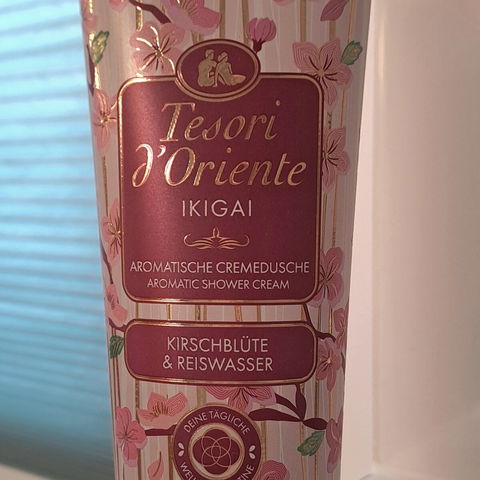 Tesori
d'Oriente
IKIGAI
AROMATISCHE CREMEDUSCHE
AROMATIC SHOWER CREAM
KIRSCHBLÜTE
& REISWASSER
DEINE TÄGLICHE